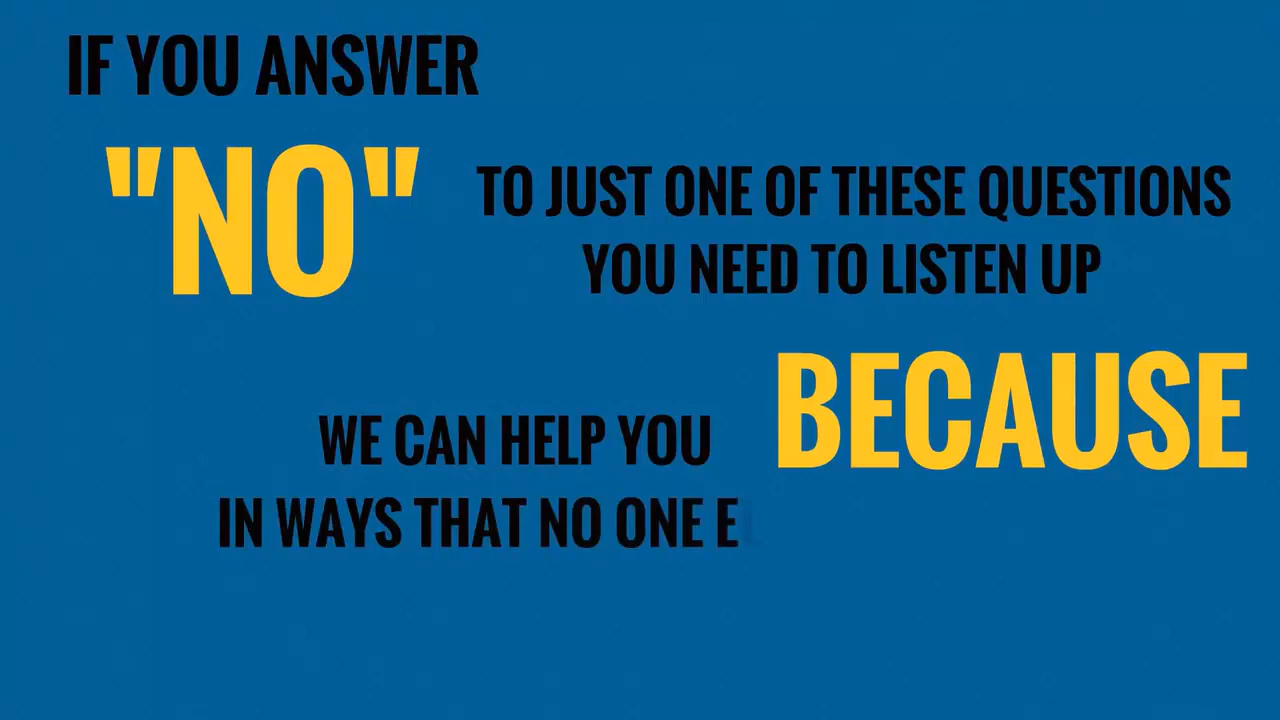 IF YOU ANSWER
"NO"
TO JUST ONE OF THESE QUESTIONS
YOU NEED TO LISTEN UP
BECAUSE
WE CAN HELP YOU
IN WAYS THAT NO ONE E